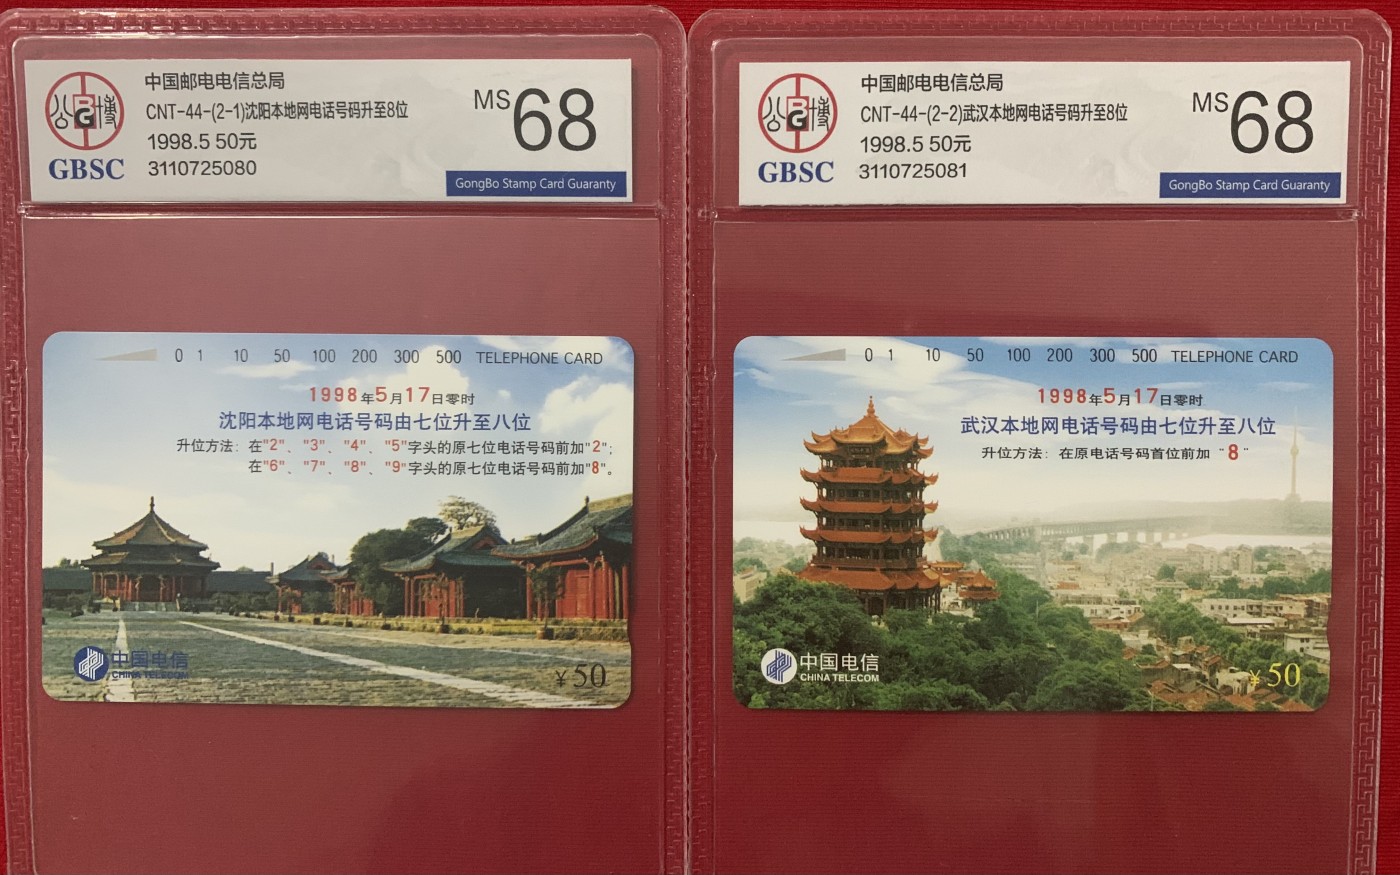 公博
BG
GBSC
中国邮电电信总局
CNT-44-(2-1)沈阳本地网电话号码升至8位
1998.5 50元
3110725080
MS68
GongBo Stamp Card Guaranty
0 1 10 50 100 200 300 500 TELEPHONE CARD
1998年5月17日零时
沈阳本地网电话号码由七位升至八位
升位方法：在"2"、"3"、"4"、"5"字头的原七位电话号码前加"2"；
在"6"、"7"、"8"、"9"字头的原七位电话号码前加"8"。
中国电信
CHINA TELECOM
¥50
公博
BG
GBSC
中国邮电电信总局
CNT-44-(2-2)武汉本地网电话号码升至8位
1998.5 50元
3110725081
MS68
GongBo Stamp Card Guaranty
0 1 10 50 100 200 300 500 TELEPHONE CARD
1998年5月17日零时
武汉本地网电话号码由七位升至八位
升位方法：在原电话号码首位前加 "8"
中国电信
CHINA TELECOM
¥50